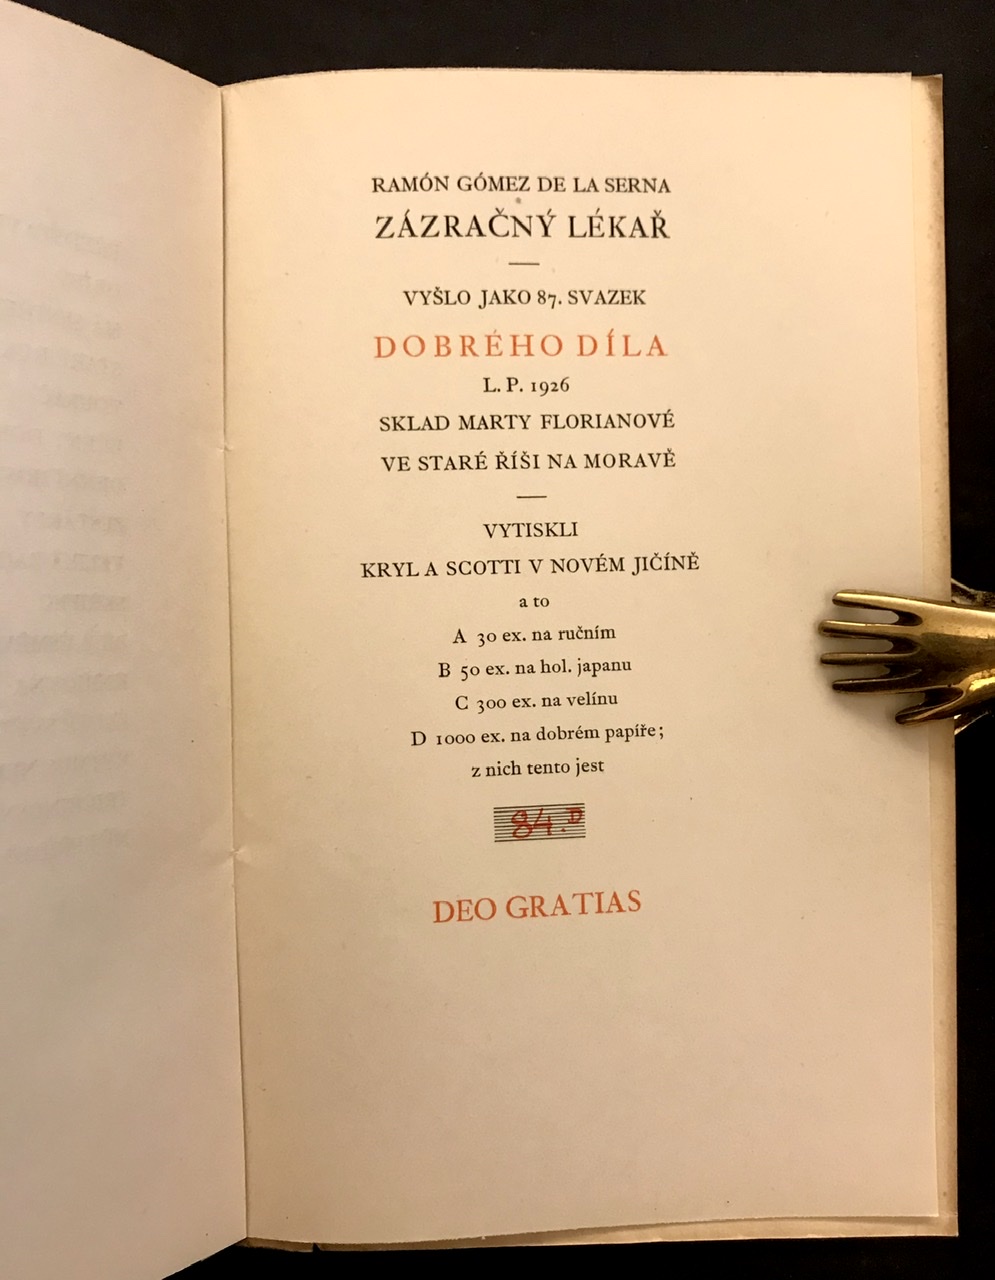 RAMÓN GÓMEZ DE LA SERNA
ZÁZRAČNÝ LÉKAŘ
VYŠLO JAKO 87. SVAZEK
DOBRÉHO DÍLA
L. P. 1926
SKLAD MARTY FLORIANOVÉ
VE STARÉ ŘÍŠI NA MORAVĚ
VYTISKLI
KRYL A SCOTTI V NOVÉM JIČÍNĚ
a to
A 30 ex. na ručním
B 50 ex. na hol. japanu
C 300 ex. na velínu
D 1000 ex. na dobrém papíře;
z nich tento jest
84.D
DEO GRATIAS